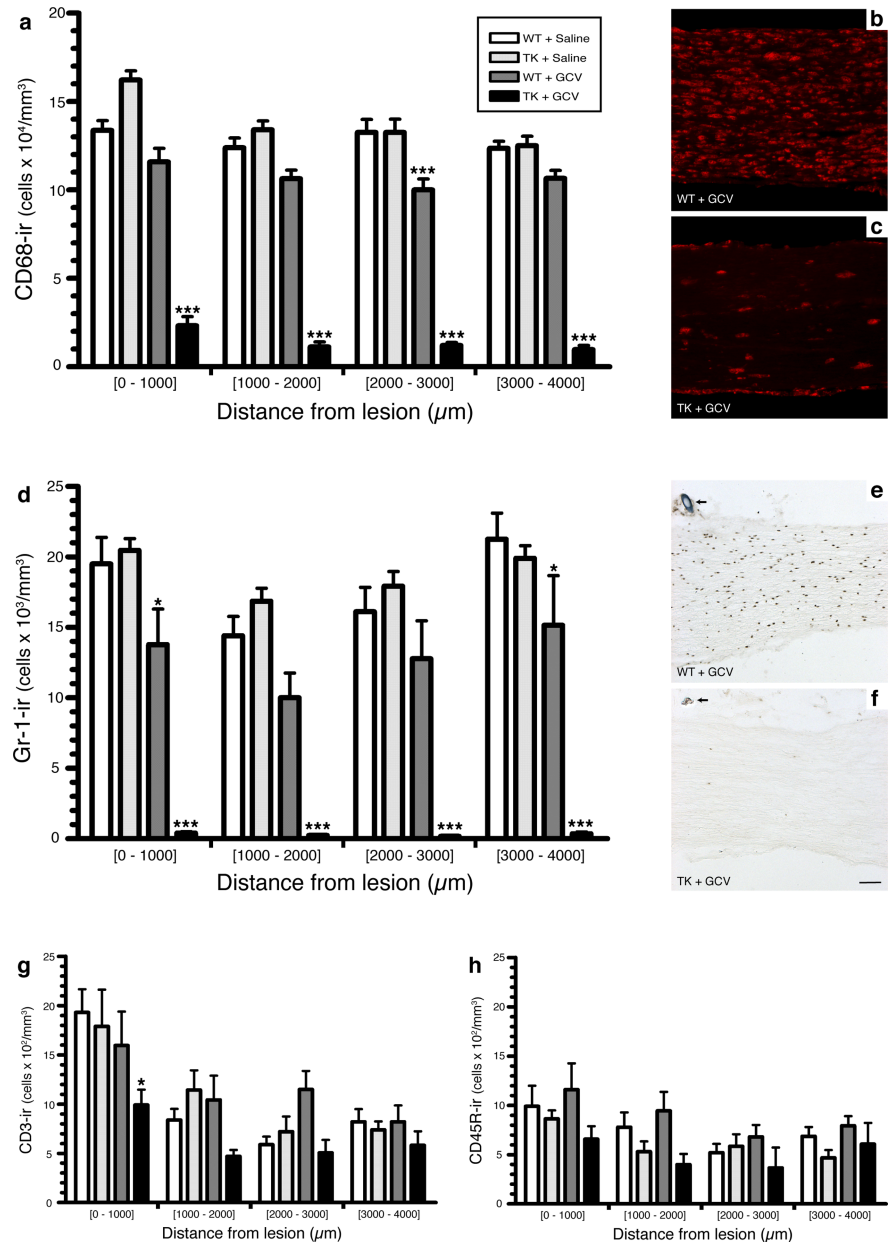 a
CD68-ir (cells x 10⁴/mm³)
20
15
10
5
0
WT + Saline
TK + Saline
WT + GCV
TK + GCV
***
***
***
***
***
[0 - 1000] [1000 - 2000] [2000 - 3000] [3000 - 4000]
Distance from lesion (µm)
b
WT + GCV
c
TK + GCV
d
Gr-1-ir (cells x 10³/mm³)
25
20
15
10
5
0
*
***
***
***
*
***
[0 - 1000] [1000 - 2000] [2000 - 3000] [3000 - 4000]
Distance from lesion (µm)
e
WT + GCV
f
TK + GCV
g
CD3-ir (cells x 10²/mm³)
25
20
15
10
5
0
*
[0 - 1000] [1000 - 2000] [2000 - 3000] [3000 - 4000]
Distance from lesion (µm)
h
CD45R-ir (cells x 10²/mm³)
25
20
15
10
5
0
[0 - 1000] [1000 - 2000] [2000 - 3000] [3000 - 4000]
Distance from lesion (µm)